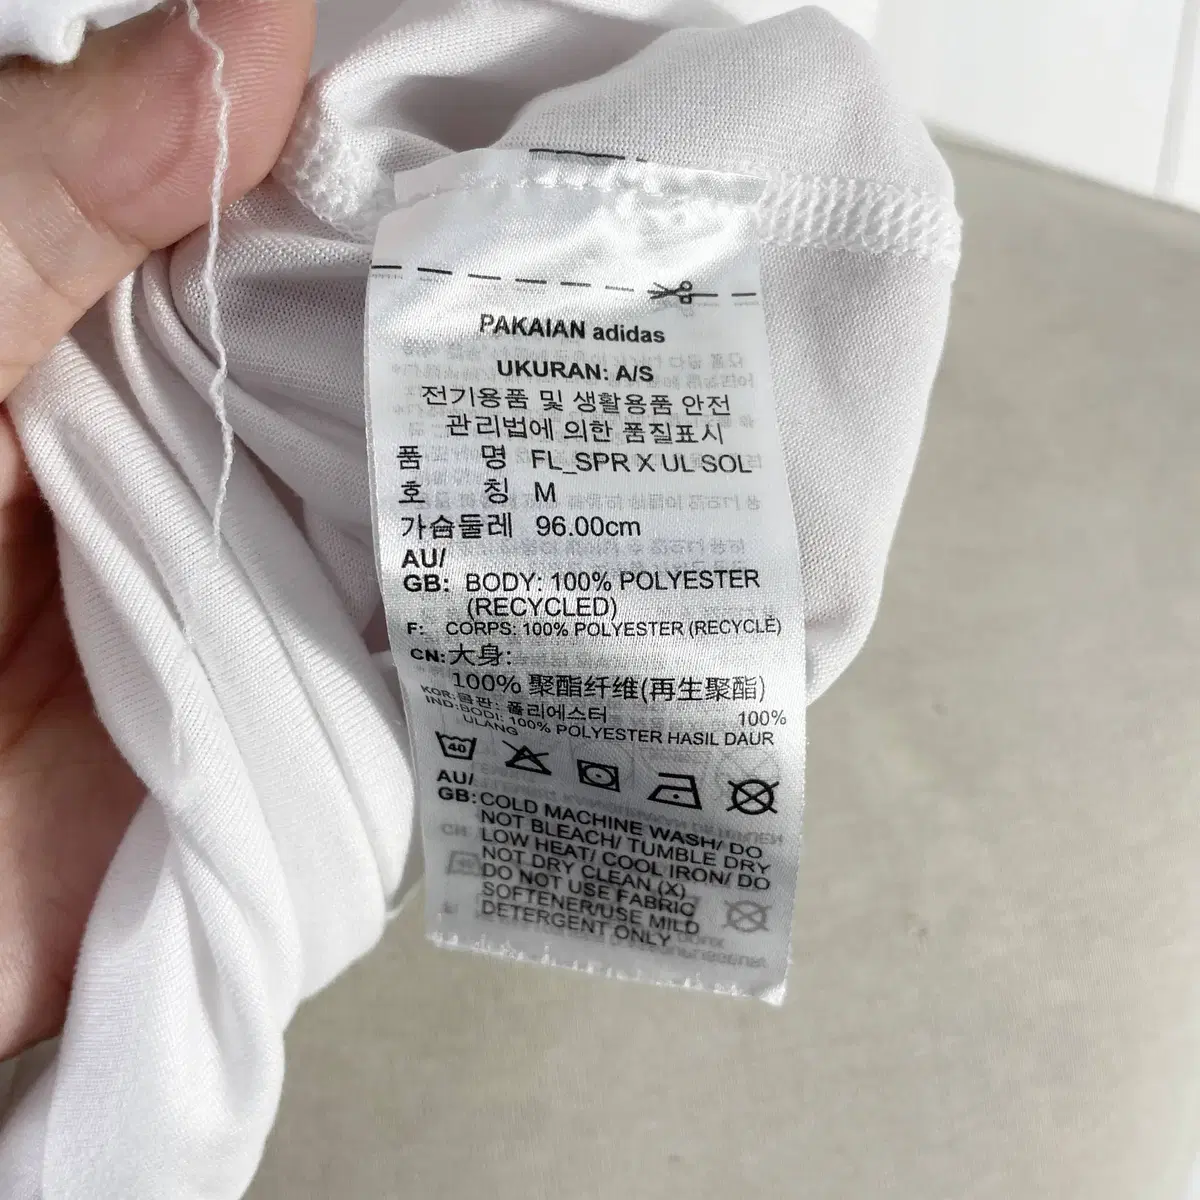 PAKAIAN adidas
UKURAN: A/S
전기용품 및 생활용품 안전
관리법에 의한 품질표시
품 명 FL_SPR X UL SOL
호 칭 M
가슴둘레 96.00cm
AU/
GB: BODY: 100% POLYESTER
(RECYCLED)
F: CORPS: 100% POLYESTER (RECYCLÉ)
CN: 大身:
100% 聚酯纤维(再生聚酯)
KOR: 몸판: 폴리에스터 100%
IND: BODI: 100% POLYESTER HASIL DAUR
ULANG
40
AU/
GB: COLD MACHINE WASH/ DO
NOT BLEACH/ TUMBLE DRY
LOW HEAT/ COOL IRON/ DO
NOT DRY CLEAN (X)
DO NOT USE FABRIC
SOFTENER/USE MILD
DETERGENT ONLY